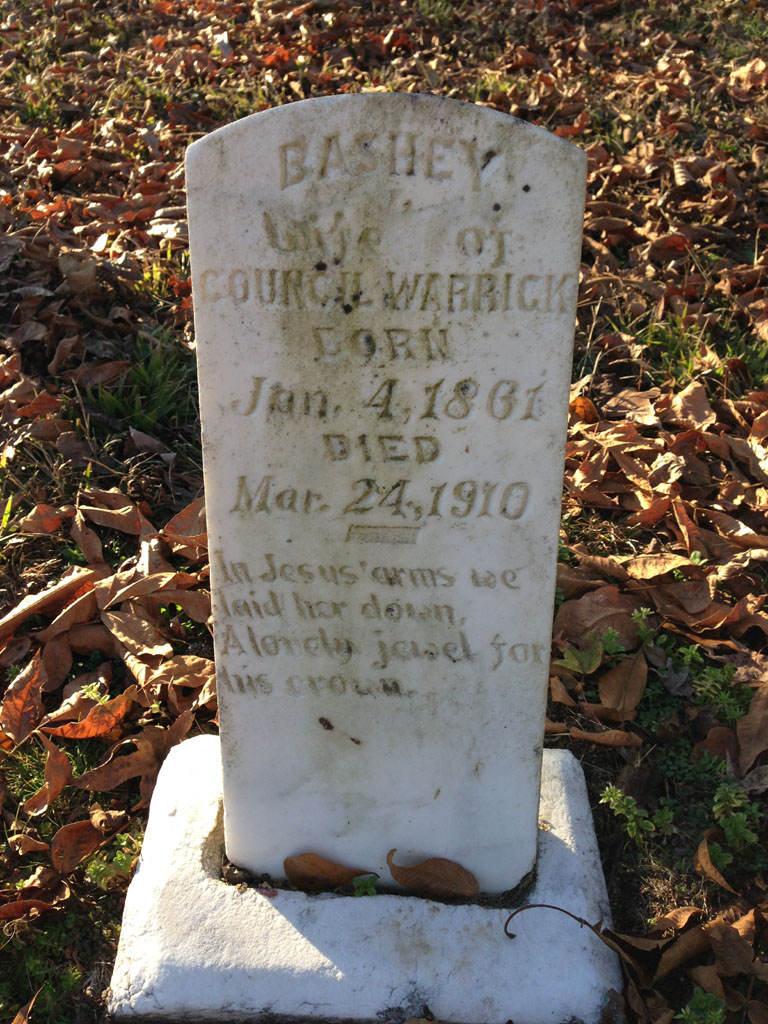 BASHEY.
Wife of
COUNCIL WARRICK
BORN
Jan. 4, 1861
DIED
Mar. 24, 1910
In Jesus' arms we
laid her down,
A lovely jewel for
his crown.